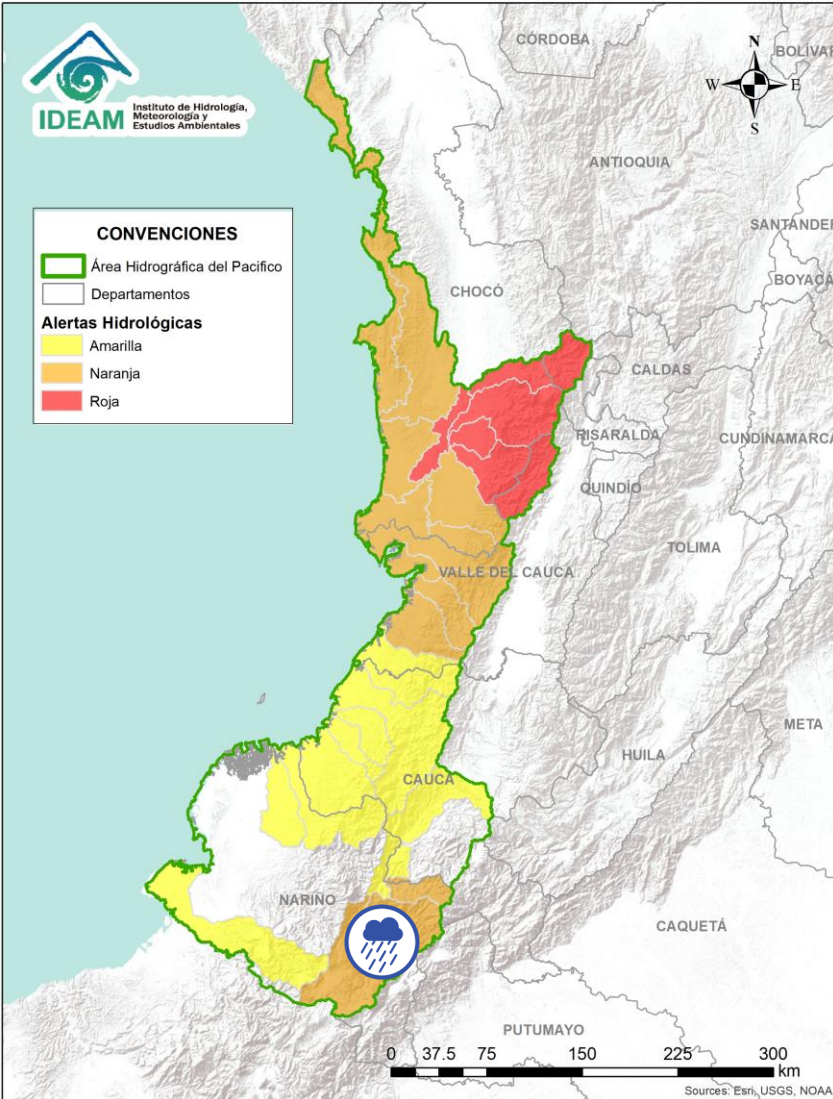 IDEAM
Instituto de Hidrología,
Meteorología y
Estudios Ambientales
CÓRDOBA
BOLÍVAR
N
W
E
S
ANTIOQUIA
SANTANDER
BOYACÁ
CONVENCIONES
Área Hidrográfica del Pacifico
Departamentos
Alertas Hidrológicas
Amarilla
Naranja
Roja
CHOCÓ
CALDAS
RISARALDA
CUNDINAMARCA
QUINDÍO
TOLIMA
VALLE DEL CAUCA
META
HUILA
CAUCA
NARIÑO
CAQUETÁ
PUTUMAYO
0 37.5 75 150 225 300
km
Sources: Esri, USGS, NOAA